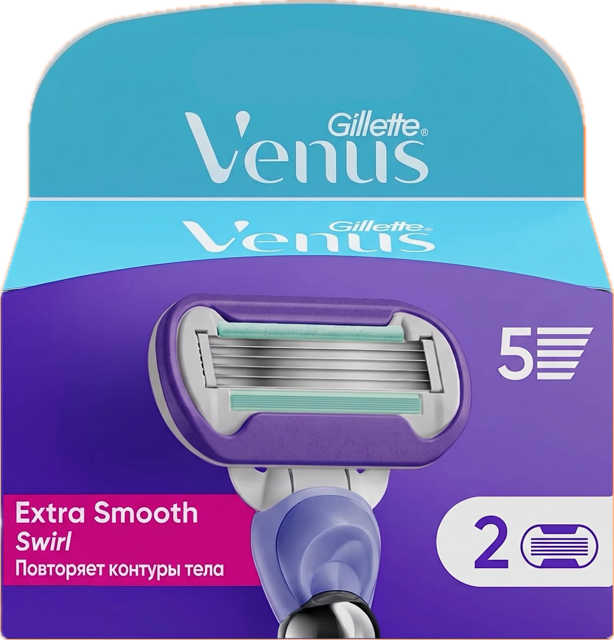 Gillette®
Venus
Gillette®
Venus
5
Extra Smooth
Swirl
Повторяет контуры тела
2